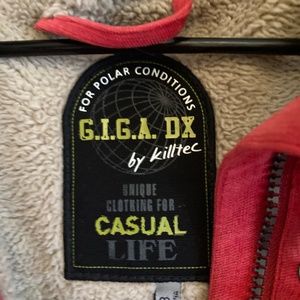 FOR POLAR CONDITIONS
G.I.G.A. DX
by killtec
UNIQUE
CLOTHING FOR
CASUAL
LIFE